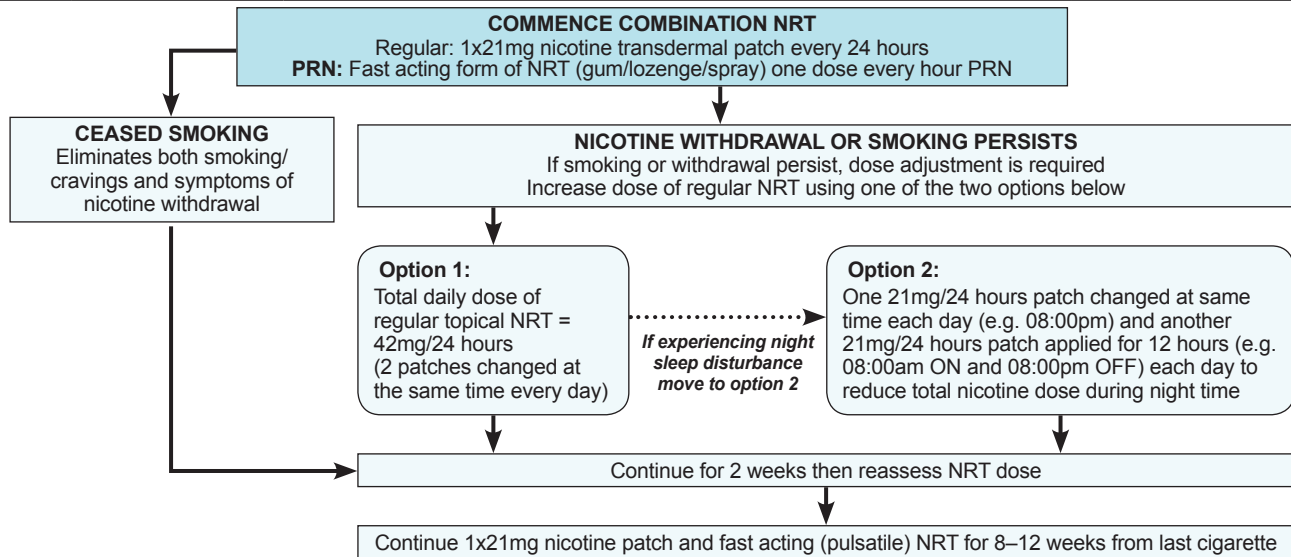 COMMENCE COMBINATION NRT
Regular: 1x21mg nicotine transdermal patch every 24 hours
PRN: Fast acting form of NRT (gum/lozenge/spray) one dose every hour PRN
CEASED SMOKING
Eliminates both smoking/
cravings and symptoms of
nicotine withdrawal
NICOTINE WITHDRAWAL OR SMOKING PERSISTS
If smoking or withdrawal persist, dose adjustment is required
Increase dose of regular NRT using one of the two options below
Option 1:
Total daily dose of
regular topical NRT =
42mg/24 hours
(2 patches changed at
the same time every day)
If experiencing night
sleep disturbance
move to option 2
Option 2:
One 21mg/24 hours patch changed at same
time each day (e.g. 08:00pm) and another
21mg/24 hours patch applied for 12 hours (e.g.
08:00am ON and 08:00pm OFF) each day to
reduce total nicotine dose during night time
Continue for 2 weeks then reassess NRT dose
Continue 1x21mg nicotine patch and fast acting (pulsatile) NRT for 8–12 weeks from last cigarette